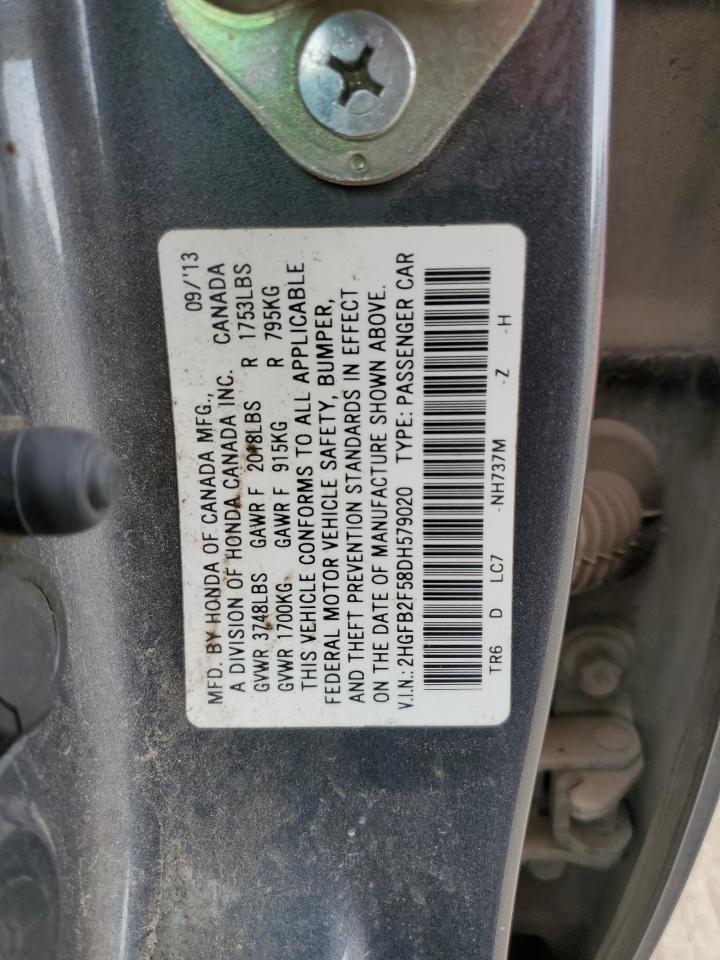 MFD. BY HONDA OF CANADA MFG., 09/'13
A DIVISION OF HONDA CANADA INC. CANADA
GVWR 3748LBS GAWR F 2018LBS R 1753LBS
GVWR 1700KG GAWR F 915KG R 795KG
THIS VEHICLE CONFORMS TO ALL APPLICABLE
FEDERAL MOTOR VEHICLE SAFETY, BUMPER,
AND THEFT PREVENTION STANDARDS IN EFFECT
ON THE DATE OF MANUFACTURE SHOWN ABOVE.
V.I.N.: 2HGFB2F58DH579020 TYPE: PASSENGER CAR
TR6 D LC7 -NH737M -Z -H